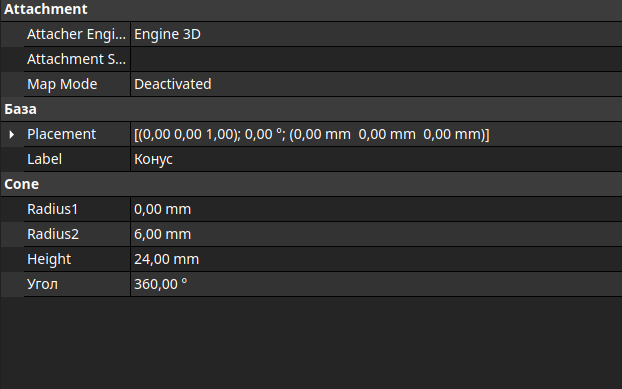 Attachment
Attacher Engi... Engine 3D
Attachment S...
Map Mode Deactivated
База
Placement [(0,00 0,00 1,00); 0,00 °; (0,00 mm  0,00 mm  0,00 mm)]
Label Конус
Cone
Radius1 0,00 mm
Radius2 6,00 mm
Height 24,00 mm
Угол 360,00 °